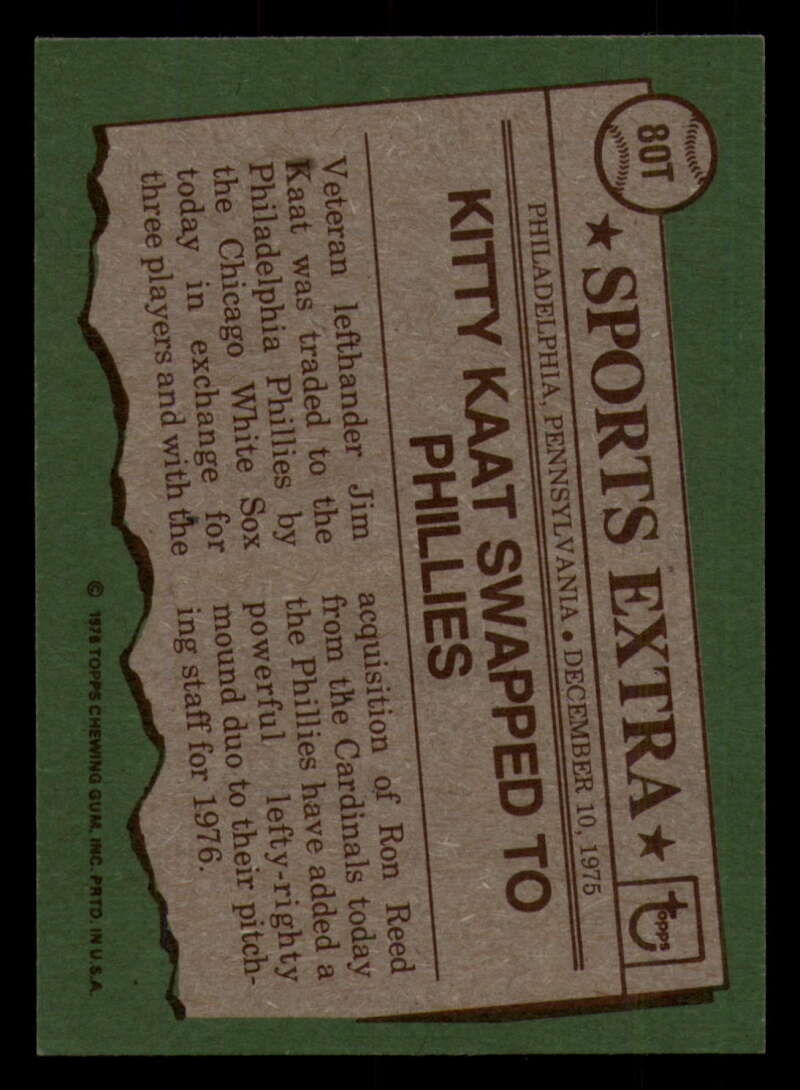 80T
★ SPORTS EXTRA ★
topps
PHILADELPHIA, PENNSYLVANIA • DECEMBER 10, 1975
KITTY KAAT SWAPPED TO
PHILLIES
Veteran lefthander Jim
Kaat was traded to the
Philadelphia Phillies by
the Chicago White Sox
today in exchange for
three players and with the
acquisition of Ron Reed
from the Cardinals today
the Phillies have added a
powerful lefty-righty
mound duo to their pitch-
ing staff for 1976.
© 1976 TOPPS CHEWING GUM, INC. PRTD. IN U.S.A.